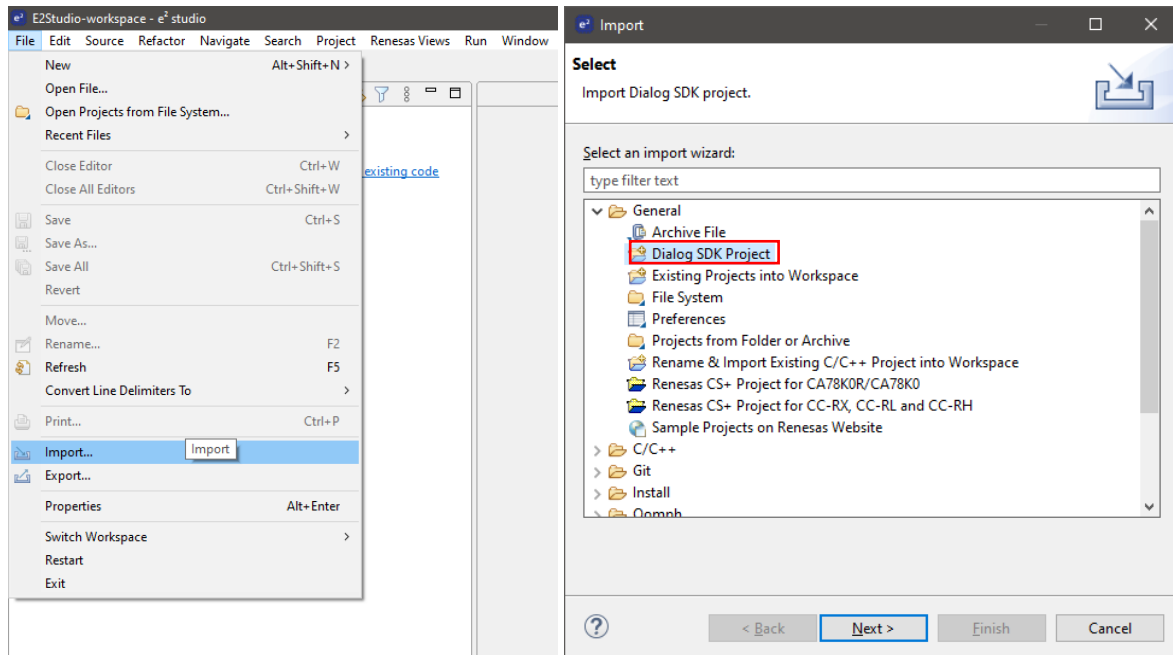 E2Studio-workspace - e² studio
File Edit Source Refactor Navigate Search Project Renesas Views Run Window
New Alt+Shift+N >
Open File...
Open Projects from File System...
Recent Files >
Close Editor Ctrl+W
Close All Editors Ctrl+Shift+W
existing code
Save Ctrl+S
Save As...
Save All Ctrl+Shift+S
Revert
Move...
Rename... F2
Refresh F5
Convert Line Delimiters To >
Print... Ctrl+P
Import... Import
Export...
Properties Alt+Enter
Switch Workspace >
Restart
Exit
e² Import
Select
Import Dialog SDK project.
Select an import wizard:
type filter text
General
Archive File
Dialog SDK Project
Existing Projects into Workspace
File System
Preferences
Projects from Folder or Archive
Rename & Import Existing C/C++ Project into Workspace
Renesas CS+ Project for CA78K0R/CA78K0
Renesas CS+ Project for CC-RX, CC-RL and CC-RH
Sample Projects on Renesas Website
C/C++
Git
Install
Oomph
? < Back Next > Finish Cancel